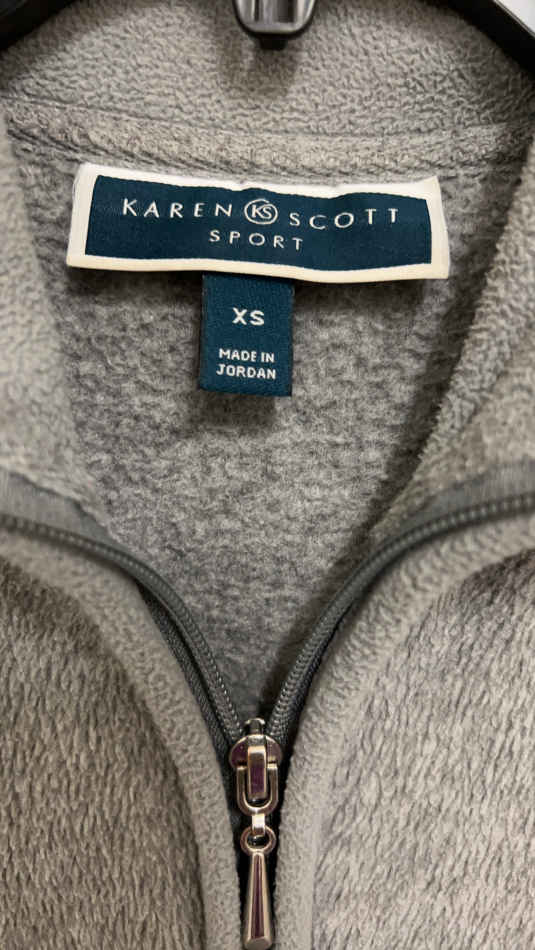 KAREN KS SCOTT
SPORT
XS
MADE IN
JORDAN